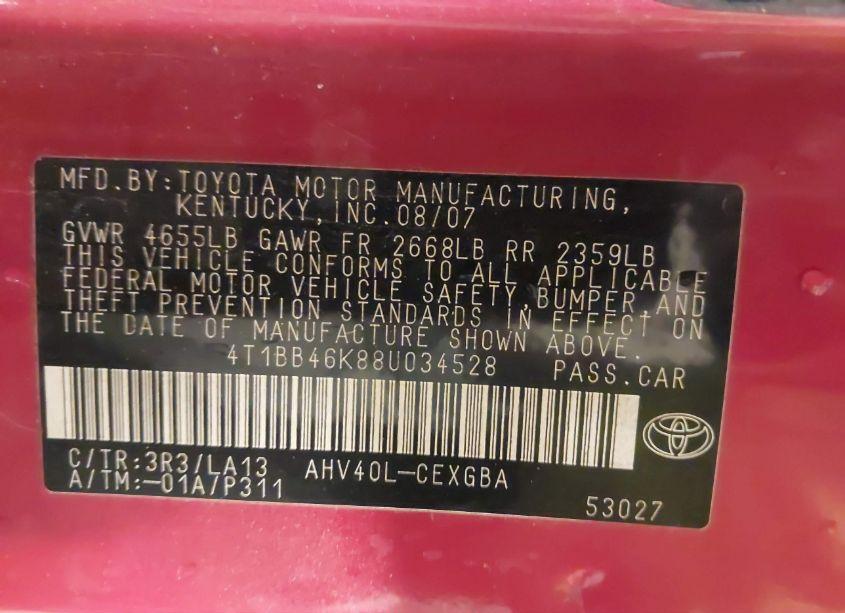 MFD.BY:TOYOTA MOTOR MANUFACTURING,
KENTUCKY,INC.08/07
GVWR 4655LB GAWR FR 2668LB RR 2359LB
THIS VEHICLE CONFORMS TO ALL APPLICABLE
FEDERAL MOTOR VEHICLE SAFETY,BUMPER AND
THEFT PREVENTION STANDARDS IN EFFECT ON
THE DATE OF MANUFACTURE SHOWN ABOVE.
4T1BB46K88U034528 PASS.CAR
C/TR:3R3/LA13 AHV40L-CEXGBA
A/TM:-01A/P311
53027